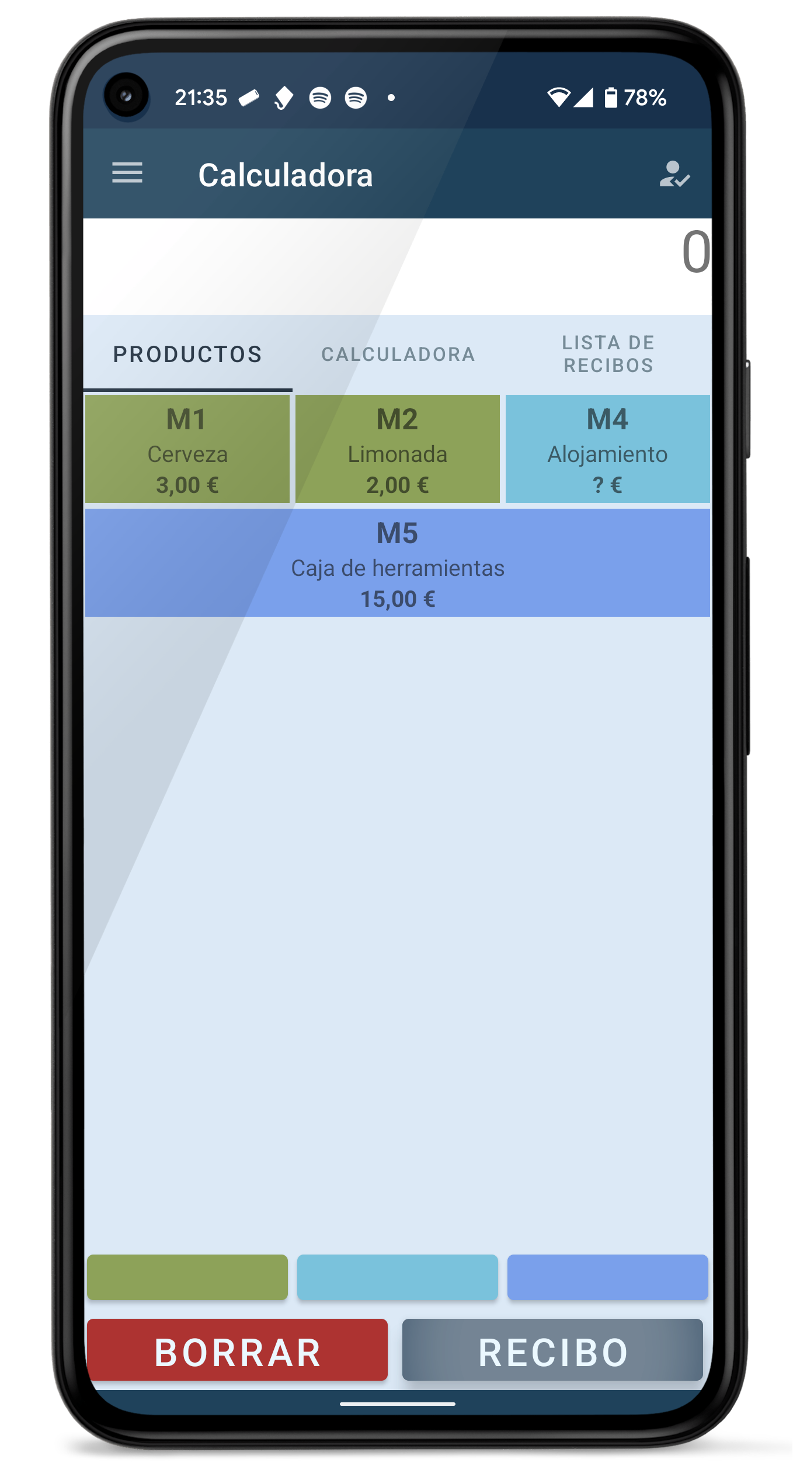 21:35
78%
Calculadora
0
PRODUCTOS
CALCULADORA
LISTA DE
RECIBOS
M1
Cerveza
3,00 €
M2
Limonada
2,00 €
M4
Alojamiento
? €
M5
Caja de herramientas
15,00 €
BORRAR
RECIBO